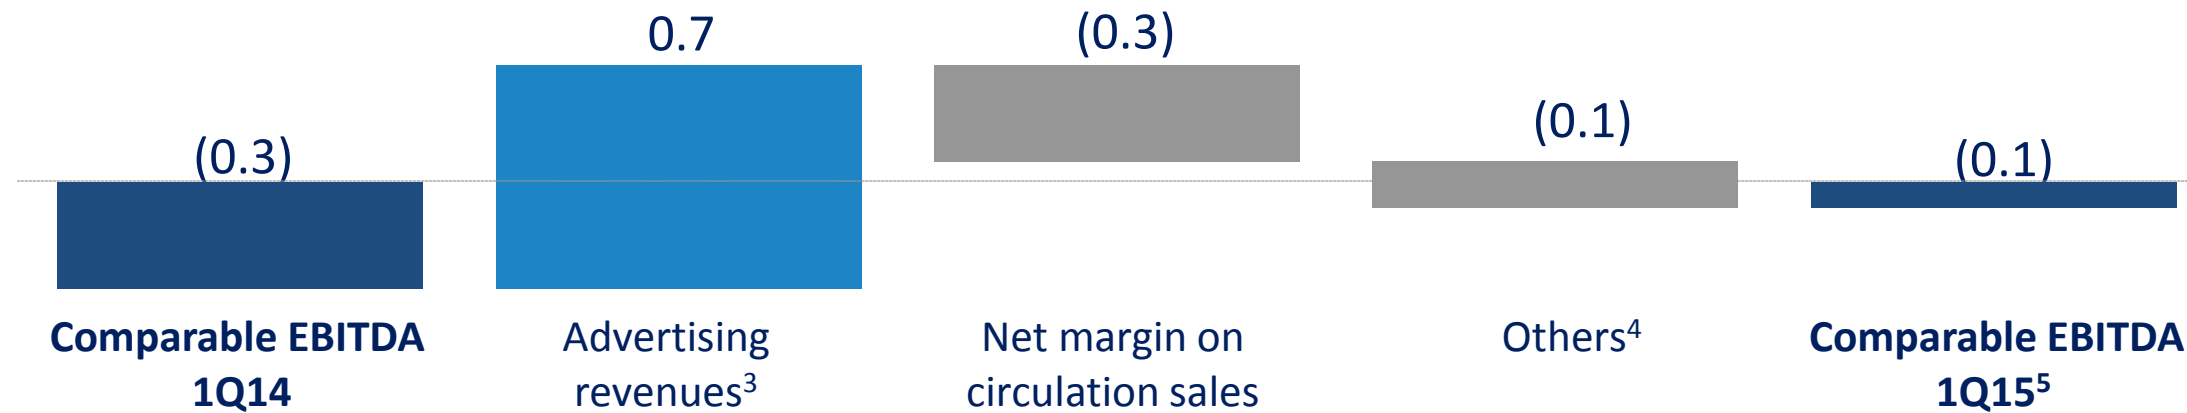 0.7
(0.3)
(0.1)
(0.3)
(0.1)
Comparable EBITDA
1Q14
Advertising
revenues³
Net margin on
circulation sales
Others⁴
Comparable EBITDA
1Q15⁵